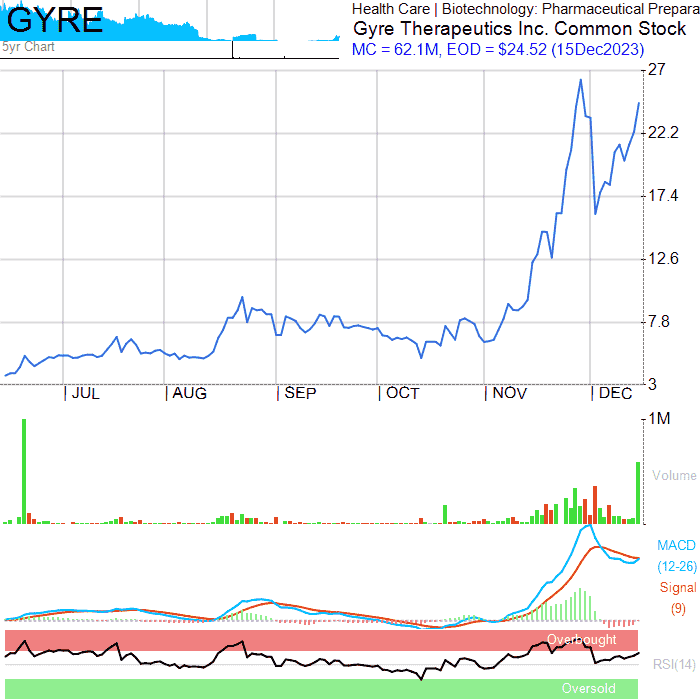 GYRE
5yr Chart
Health Care | Biotechnology: Pharmaceutical Prepara
Gyre Therapeutics Inc. Common Stock
MC = 62.1M, EOD = $24.52 (15Dec2023)
27
22.2
17.4
12.6
7.8
3
JUL
AUG
SEP
OCT
NOV
DEC
1M
Volume
MACD
(12-26)
Signal
(9)
Overbought
RSI(14)
Oversold